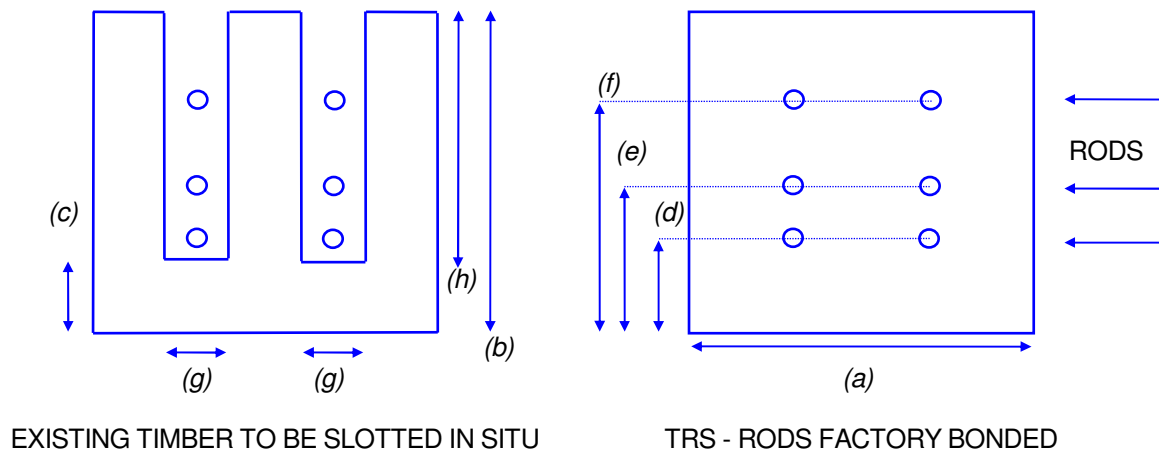 (f)
(e)
RODS
(c)
(d)
(h)
(b)
(g)
(g)
(a)
EXISTING TIMBER TO BE SLOTTED IN SITU
TRS - RODS FACTORY BONDED